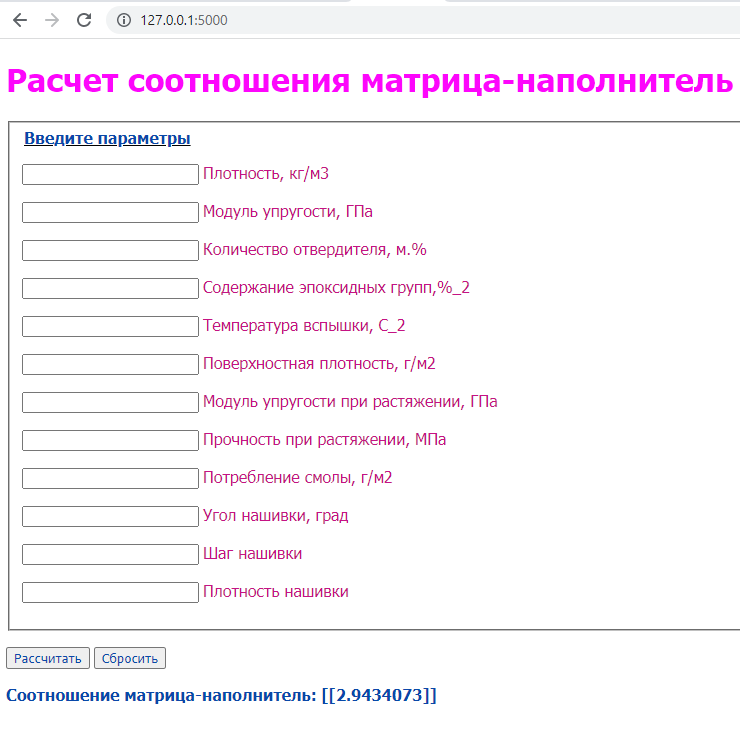 127.0.0.1:5000
Расчет соотношения матрица-наполнитель
Введите параметры
Плотность, кг/м3
Модуль упругости, ГПа
Количество отвердителя, м.%
Содержание эпоксидных групп,%_2
Температура вспышки, С_2
Поверхностная плотность, г/м2
Модуль упругости при растяжении, ГПа
Прочность при растяжении, МПа
Потребление смолы, г/м2
Угол нашивки, град
Шаг нашивки
Плотность нашивки
Рассчитать Сбросить
Соотношение матрица-наполнитель: [[2.9434073]]